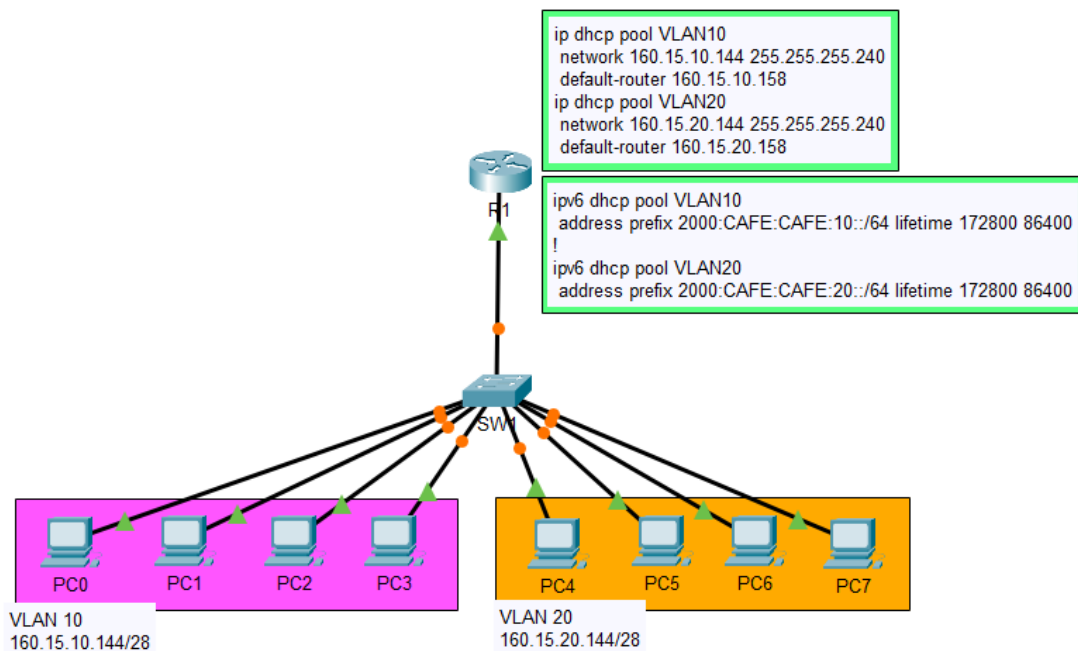 ip dhcp pool VLAN10
network 160.15.10.144 255.255.255.240
default-router 160.15.10.158
ip dhcp pool VLAN20
network 160.15.20.144 255.255.255.240
default-router 160.15.20.158
R1
ipv6 dhcp pool VLAN10
address prefix 2000:CAFE:CAFE:10::/64 lifetime 172800 86400
!
ipv6 dhcp pool VLAN20
address prefix 2000:CAFE:CAFE:20::/64 lifetime 172800 86400
SW1
PC0
PC1
PC2
PC3
PC4
PC5
PC6
PC7
VLAN 10
160.15.10.144/28
VLAN 20
160.15.20.144/28